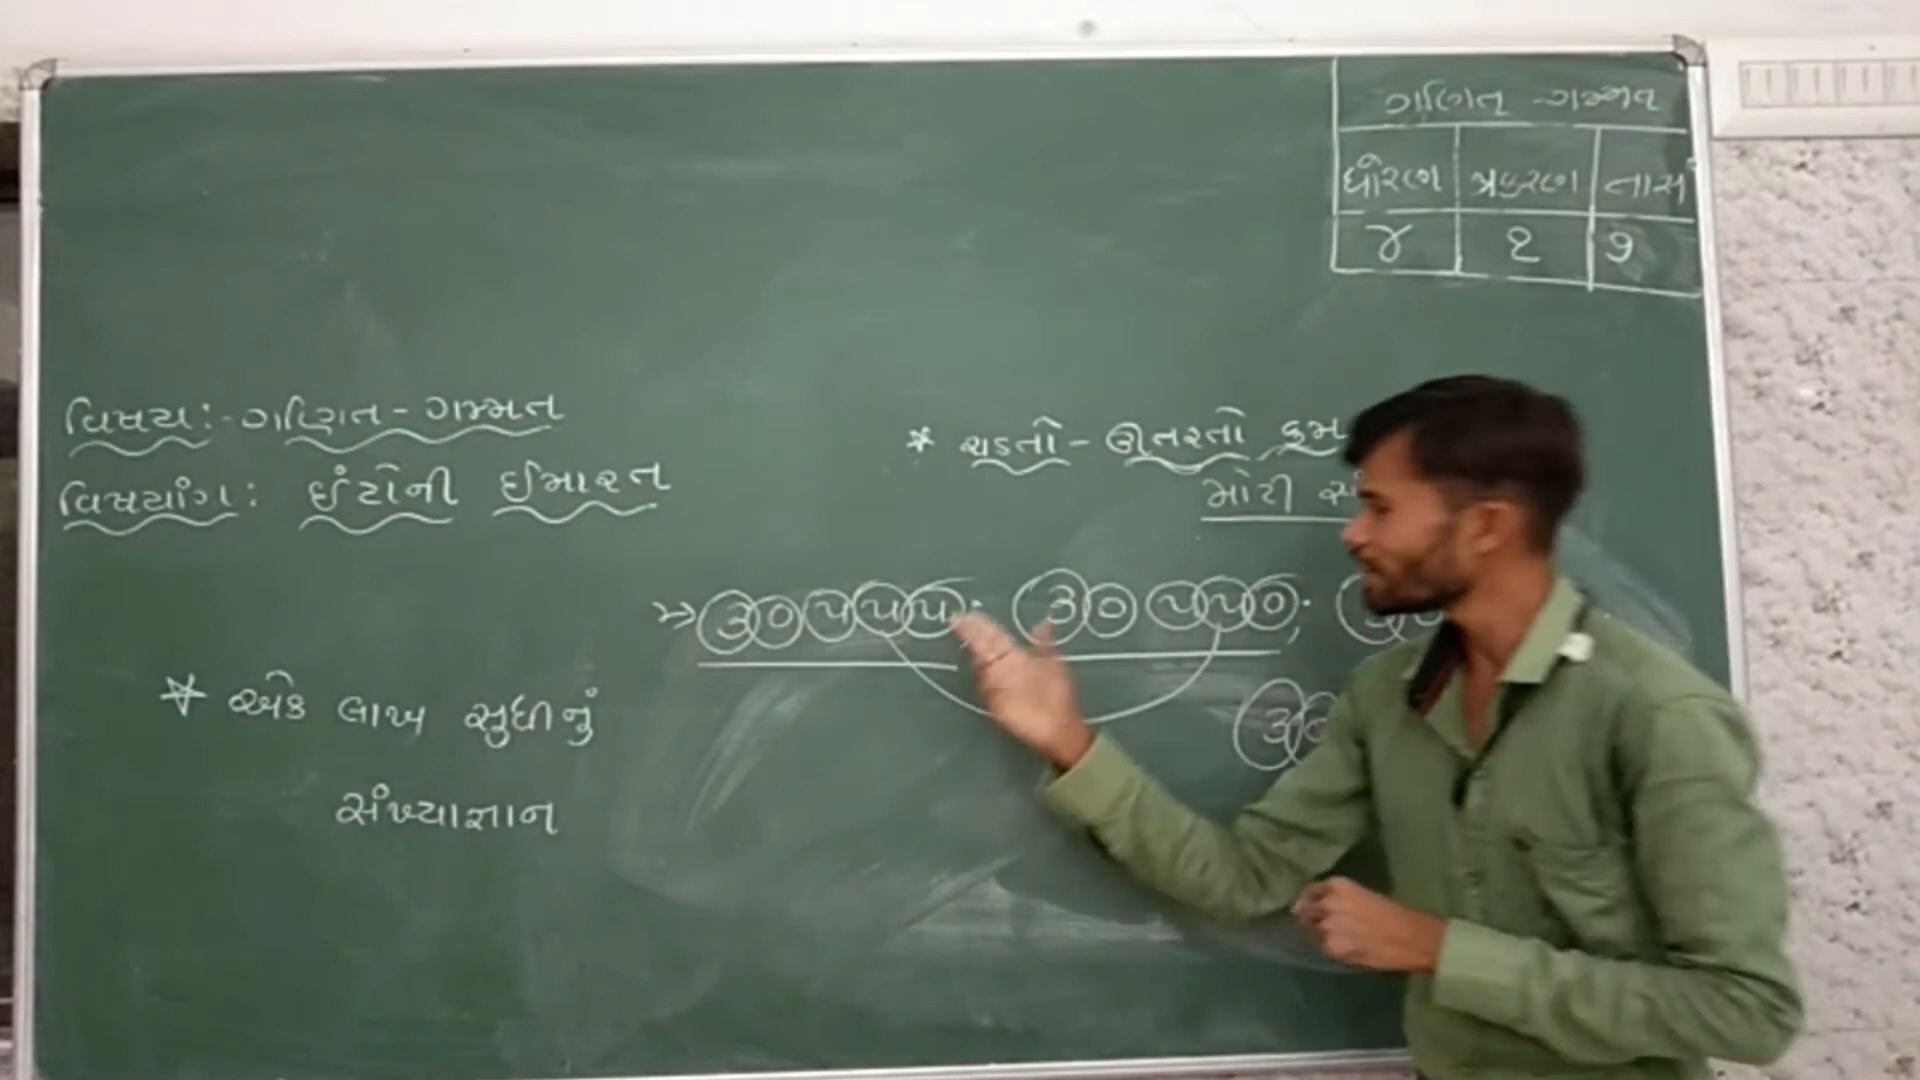 ગણિત - ગમ્મત
ધોરણ પ્રકરણ તાસ
૪ ૧ ૭
વિષય:- ગણિત - ગમ્મત
વિષયાંગ: ઈંટોની ઈમારત
* ચડતો - ઊતરતો ક્રમ
મોટી
૩૦૫૫૫; ૩૦૫૫૦;
* એક લાખ સુધીનું
સંખ્યાજ્ઞાન